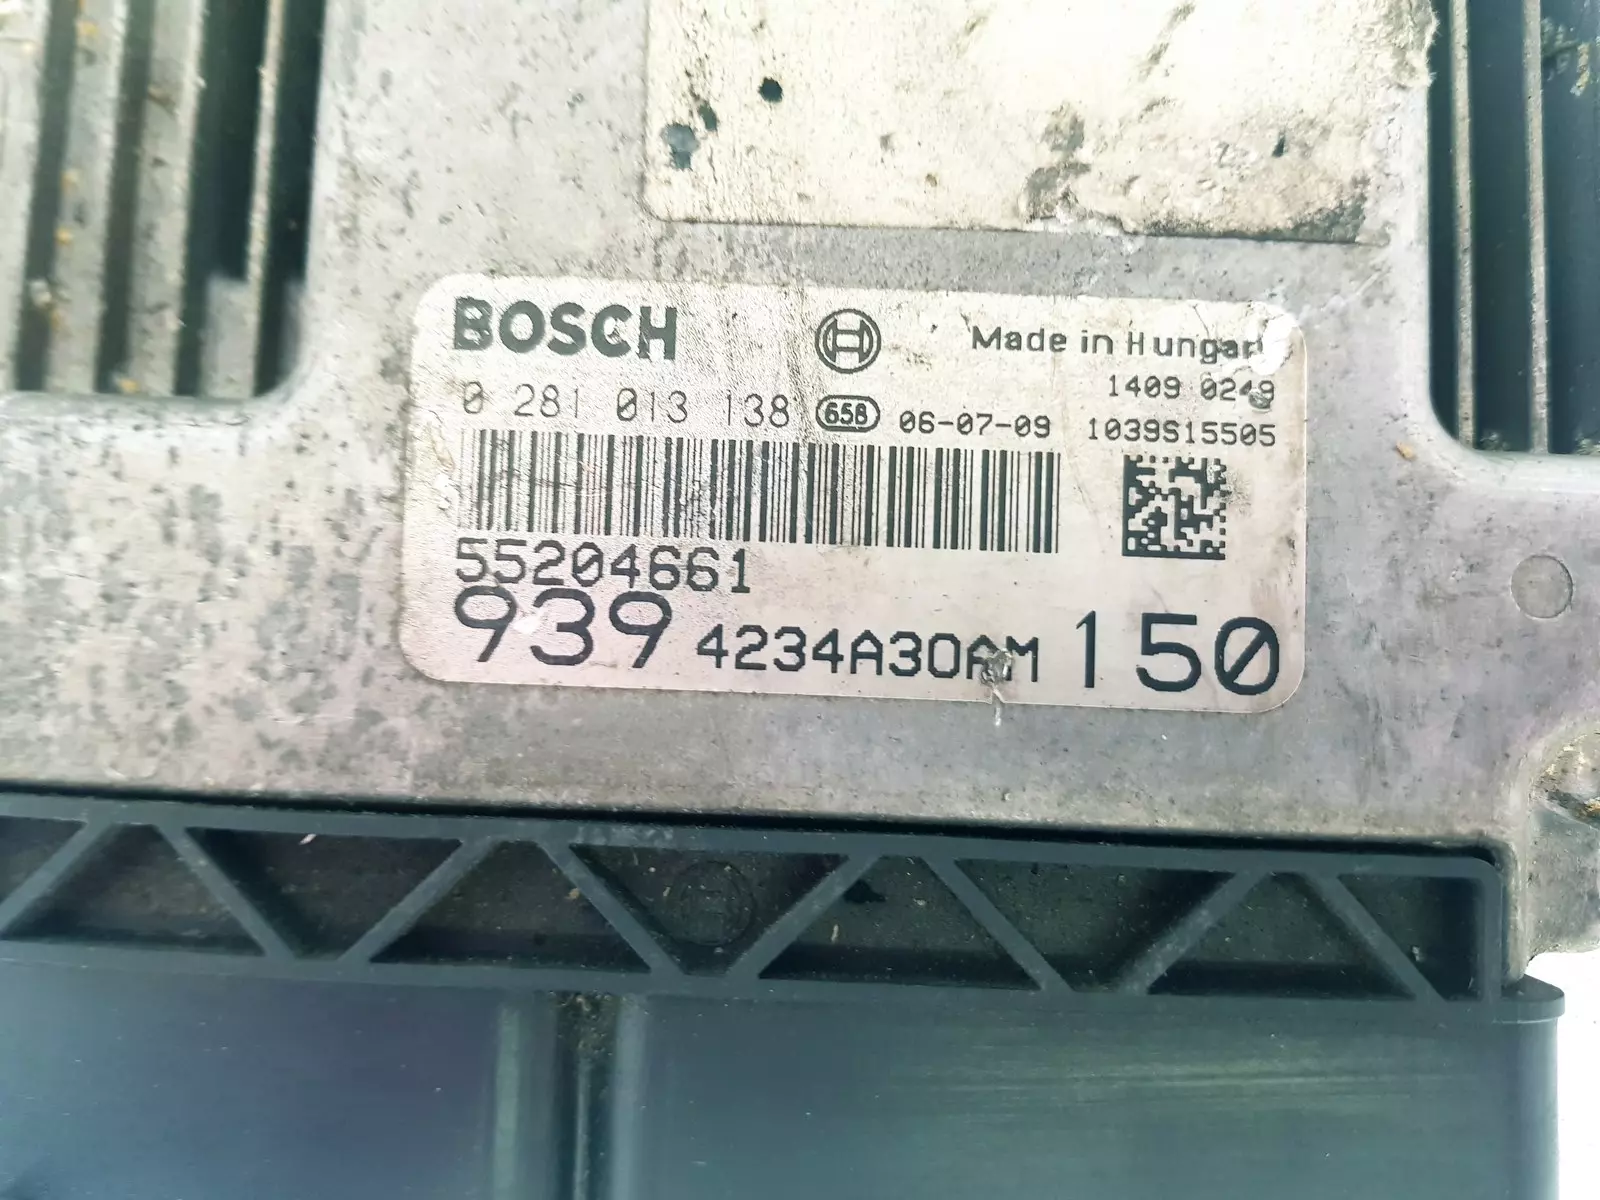 BOSCH
Made in Hungary
1409 0249
0 281 013 138 658 06-07-09 1039S15505
55204661
939 4234A30AM 150